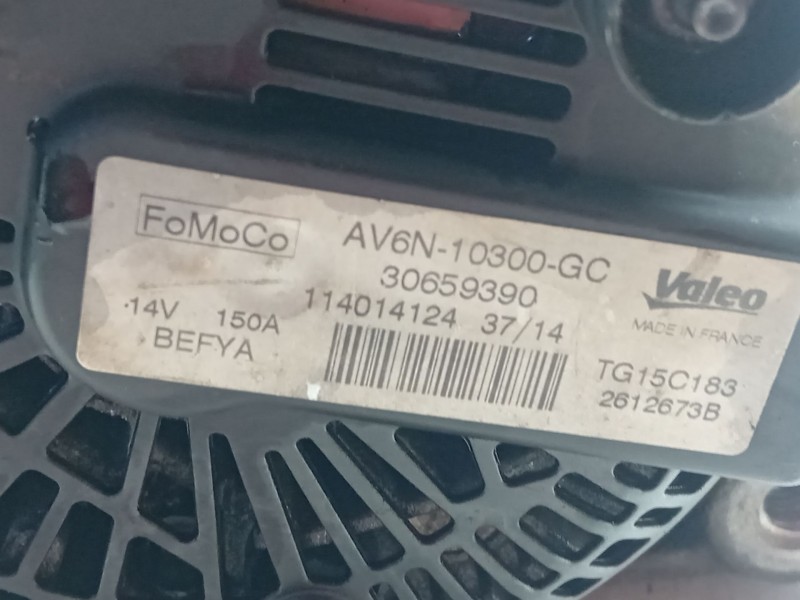 FoMoCo
AV6N-10300-GC
30659390
14V 150A
114014124 37/14
BEFYA
Valeo
MADE IN FRANCE
TG15C183
2612673B